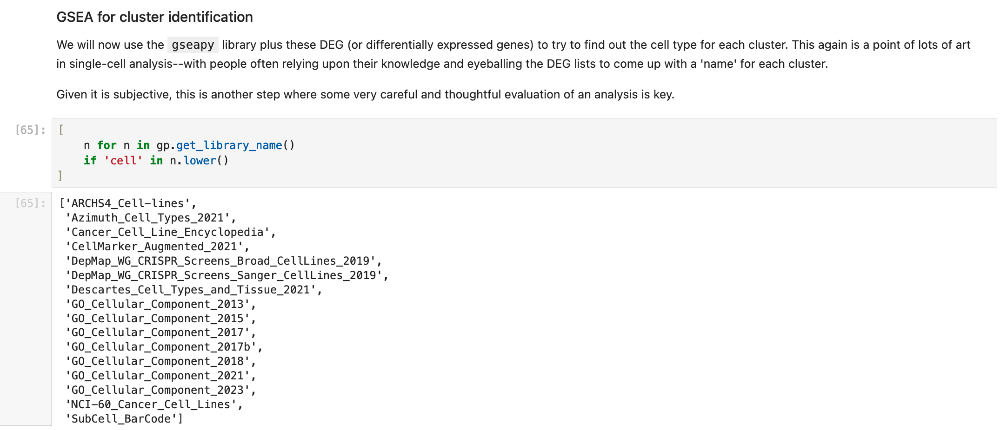 GSEA for cluster identification
We will now use the gseapy library plus these DEG (or differentially expressed genes) to try to find out the cell type for each cluster. This again is a point of lots of art
in single-cell analysis--with people often relying upon their knowledge and eyeballing the DEG lists to come up with a 'name' for each cluster.
Given it is subjective, this is another step where some very careful and thoughtful evaluation of an analysis is key.
[65]: [
    n for n in gp.get_library_name()
    if 'cell' in n.lower()
]
[65]: ['ARCHS4_Cell-lines',
 'Azimuth_Cell_Types_2021',
 'Cancer_Cell_Line_Encyclopedia',
 'CellMarker_Augmented_2021',
 'DepMap_WG_CRISPR_Screens_Broad_CellLines_2019',
 'DepMap_WG_CRISPR_Screens_Sanger_CellLines_2019',
 'Descartes_Cell_Types_and_Tissue_2021',
 'GO_Cellular_Component_2013',
 'GO_Cellular_Component_2015',
 'GO_Cellular_Component_2017',
 'GO_Cellular_Component_2017b',
 'GO_Cellular_Component_2018',
 'GO_Cellular_Component_2021',
 'GO_Cellular_Component_2023',
 'NCI-60_Cancer_Cell_Lines',
 'SubCell_BarCode']